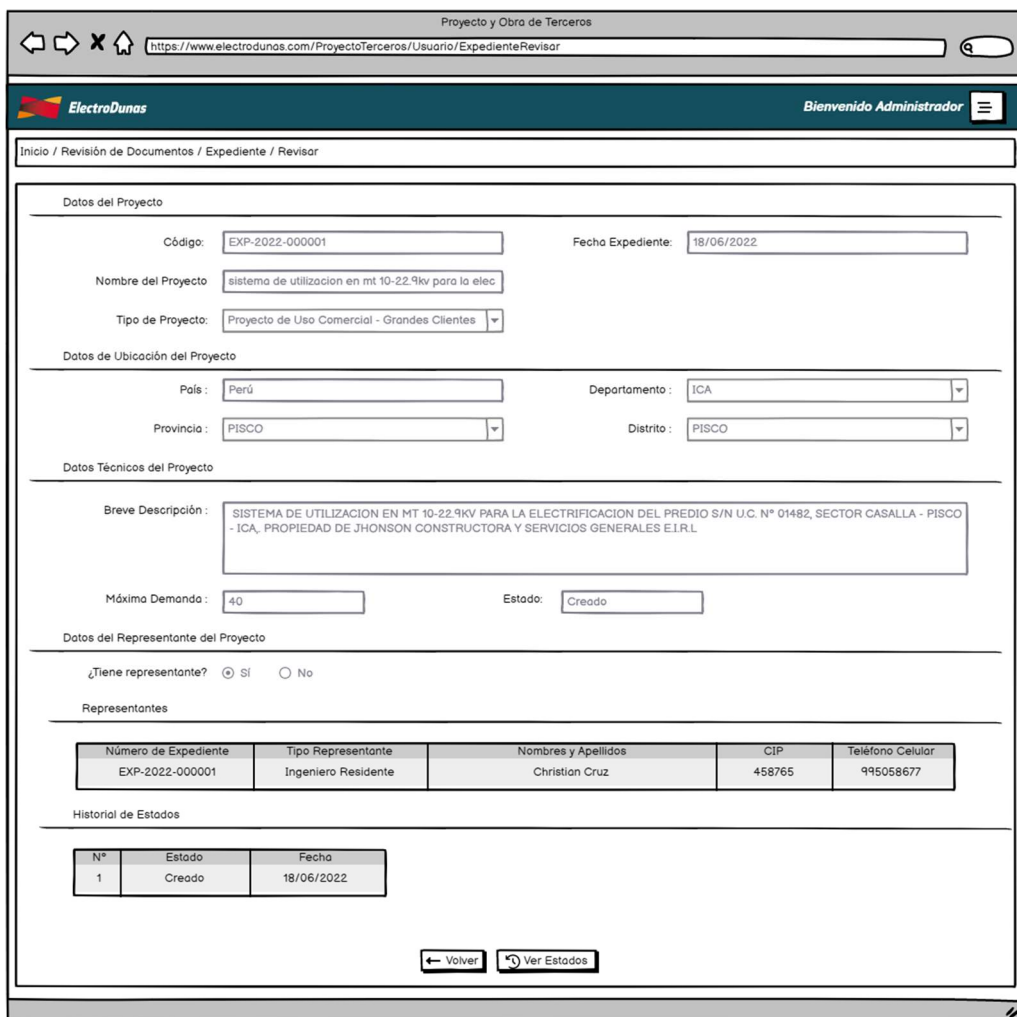 Proyecto y Obra de Terceros
https://www.electrodunas.com/ProyectoTerceros/Usuario/ExpedienteRevisar
ElectroDunas
Bienvenido Administrador
Inicio / Revisión de Documentos / Expediente / Revisar
Datos del Proyecto
Código: EXP-2022-000001 Fecha Expediente: 18/06/2022
Nombre del Proyecto sistema de utilizacion en mt 10-22.9kv para la elec
Tipo de Proyecto: Proyecto de Uso Comercial - Grandes Clientes
Datos de Ubicación del Proyecto
País : Perú Departamento : ICA
Provincia : PISCO Distrito : PISCO
Datos Técnicos del Proyecto
Breve Descripción : SISTEMA DE UTILIZACION EN MT 10-22.9KV PARA LA ELECTRIFICACION DEL PREDIO S/N U.C. N° 01482, SECTOR CASALLA - PISCO
- ICA,. PROPIEDAD DE JHONSON CONSTRUCTORA Y SERVICIOS GENERALES E.I.R.L
Máxima Demanda : 40 Estado: Creado
Datos del Representante del Proyecto
¿Tiene representante? Sí No
Representantes
Número de Expediente Tipo Representante Nombres y Apellidos CIP Teléfono Celular
EXP-2022-000001 Ingeniero Residente Christian Cruz 458765 995058677
Historial de Estados
N° Estado Fecha
1 Creado 18/06/2022
Volver Ver Estados